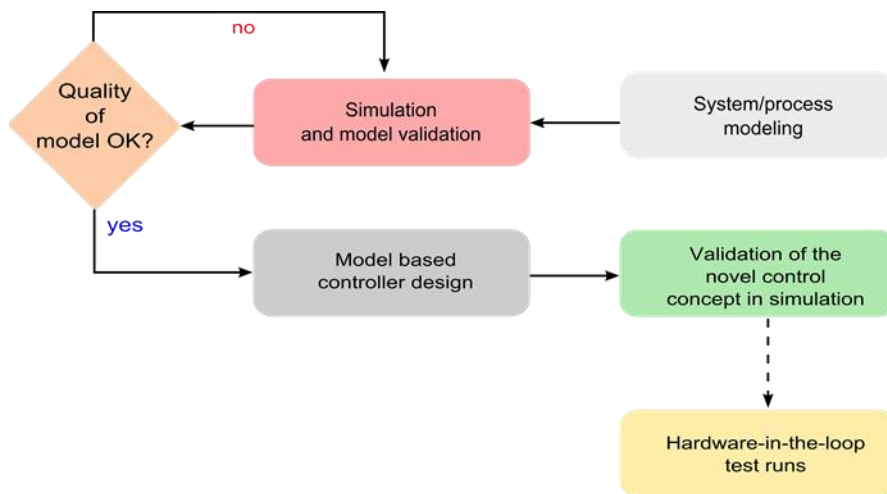 no
Quality
of
model OK?
Simulation
and model validation
System/process
modeling
yes
Model based
controller design
Validation of the
novel control
concept in simulation
Hardware-in-the-loop
test runs